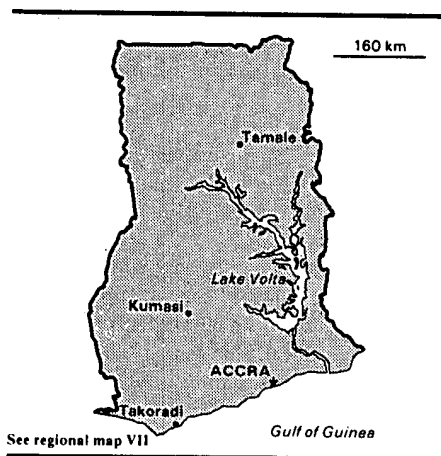 160 km
Tamale
Lake Volta
Kumasi
ACCRA
Takoradi
See regional map VII
Gulf of Guinea